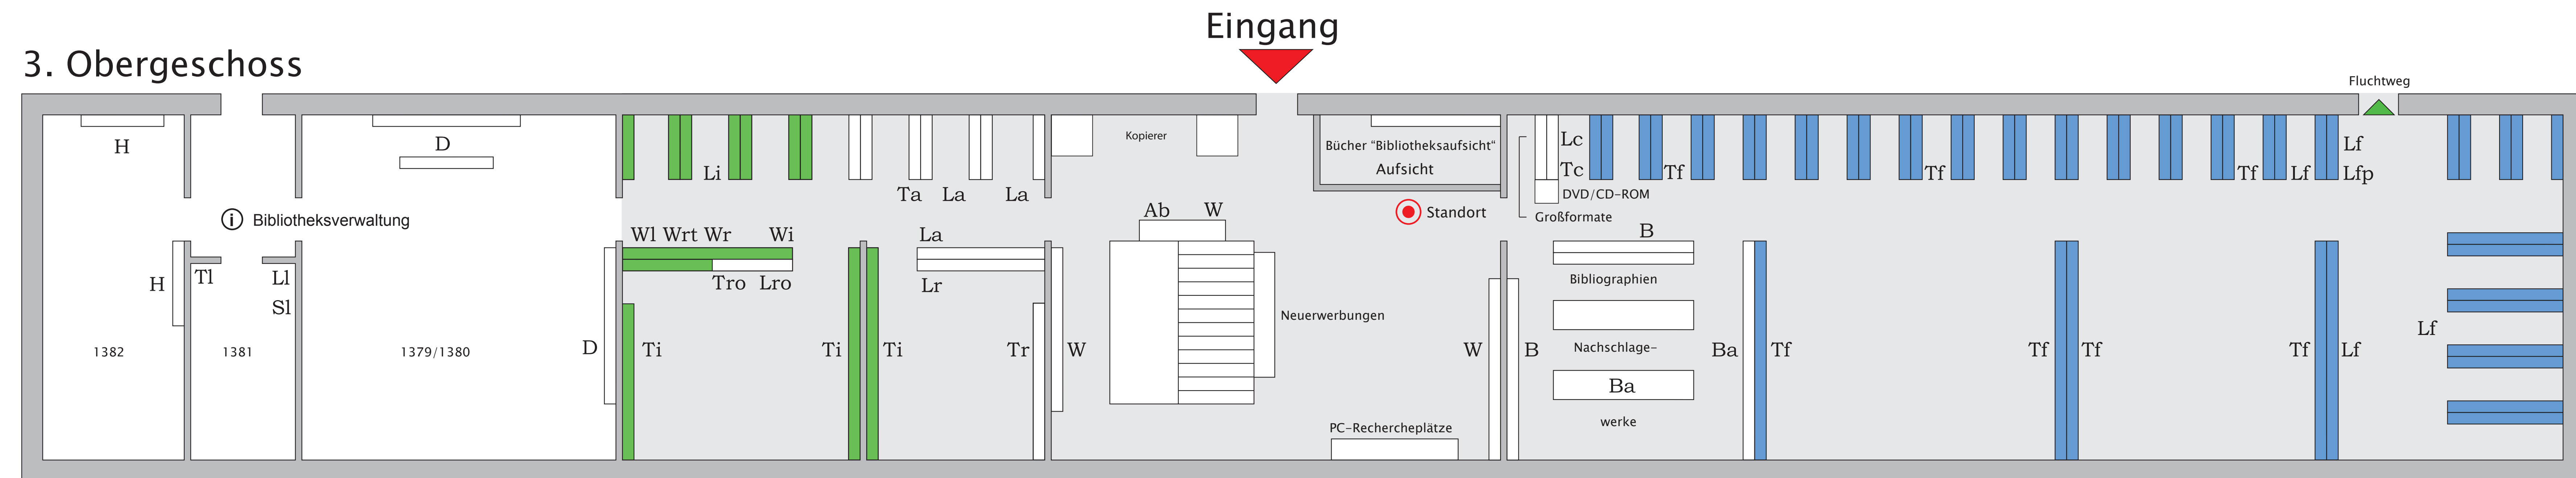 Eingang
3. Obergeschoss
Fluchtweg
H
D
Li
Ta La La
Kopierer
Bücher "Bibliotheksaufsicht"
Aufsicht
Lc
Tc
DVD/CD-ROM
Großformate
Tf
Tf
Tf
Lf
Lf
Lfp
i Bibliotheksverwaltung
Wl Wrt Wr Wi
La
Ab W
Standort
B
H
Tl
Ll
Sl
Tro Lro
Lr
Bibliographien
Neuerwerbungen
Lf
1382
1381
1379/1380
D
Ti
Ti
Ti
Tr
W
W
B
Nachschlage-
Ba
Tf
Tf
Tf
Tf
Lf
Ba
werke
PC-Rechercheplätze